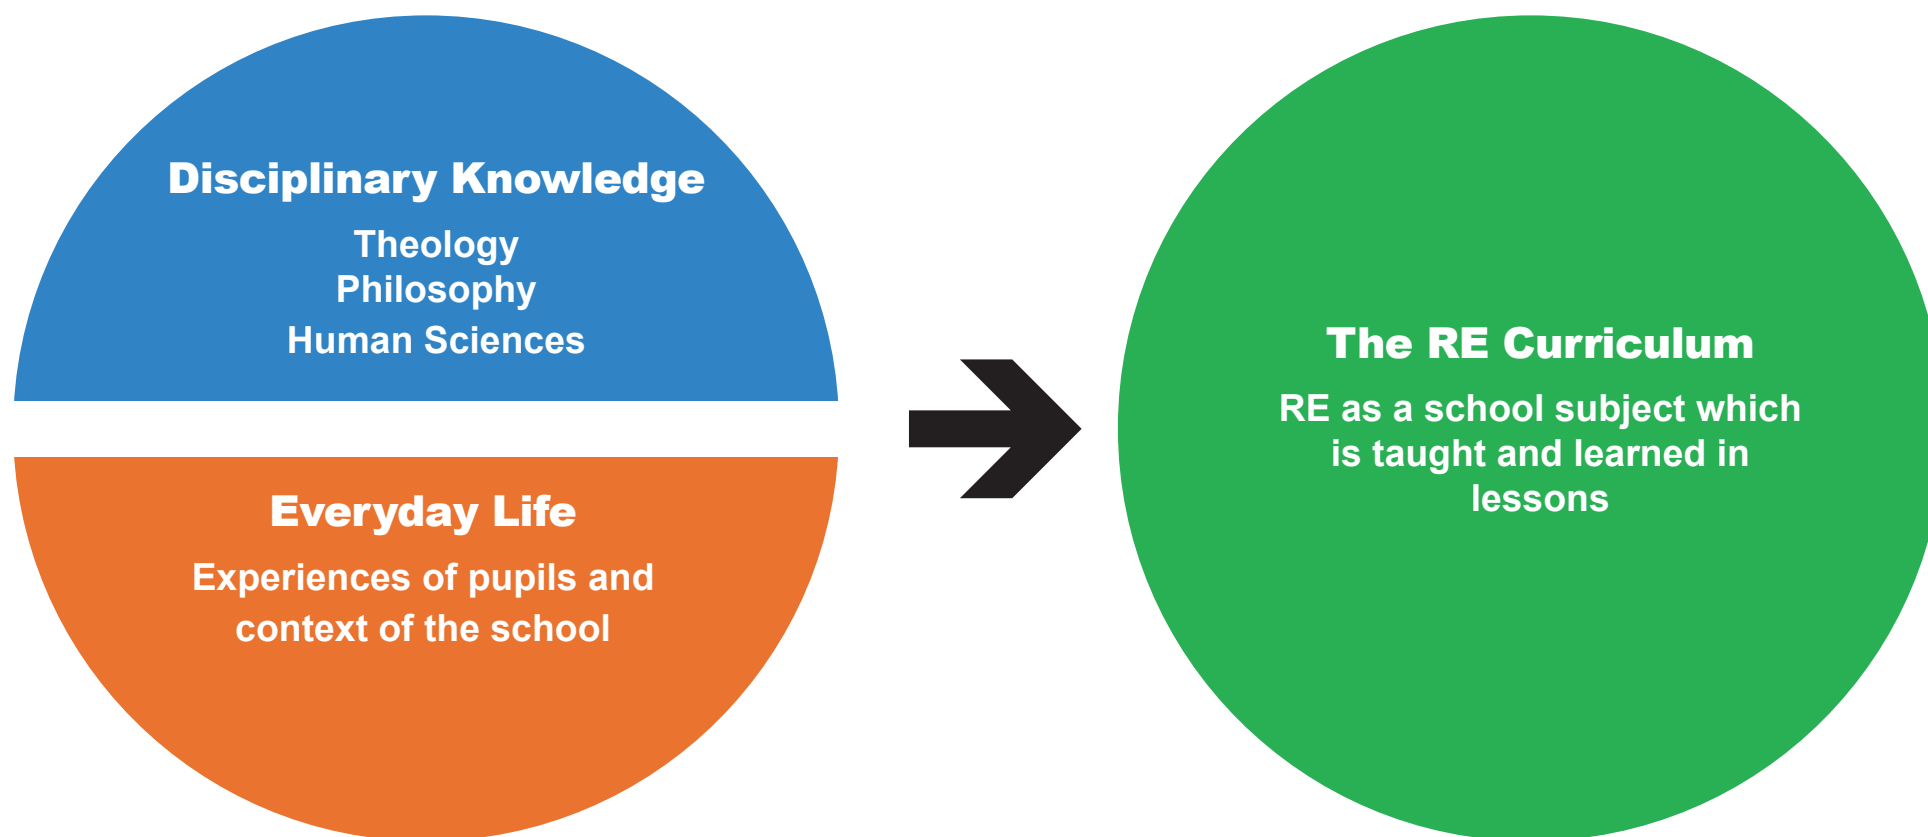 Disciplinary Knowledge
Theology
Philosophy
Human Sciences
Everyday Life
Experiences of pupils and
context of the school
The RE Curriculum
RE as a school subject which
is taught and learned in
lessons